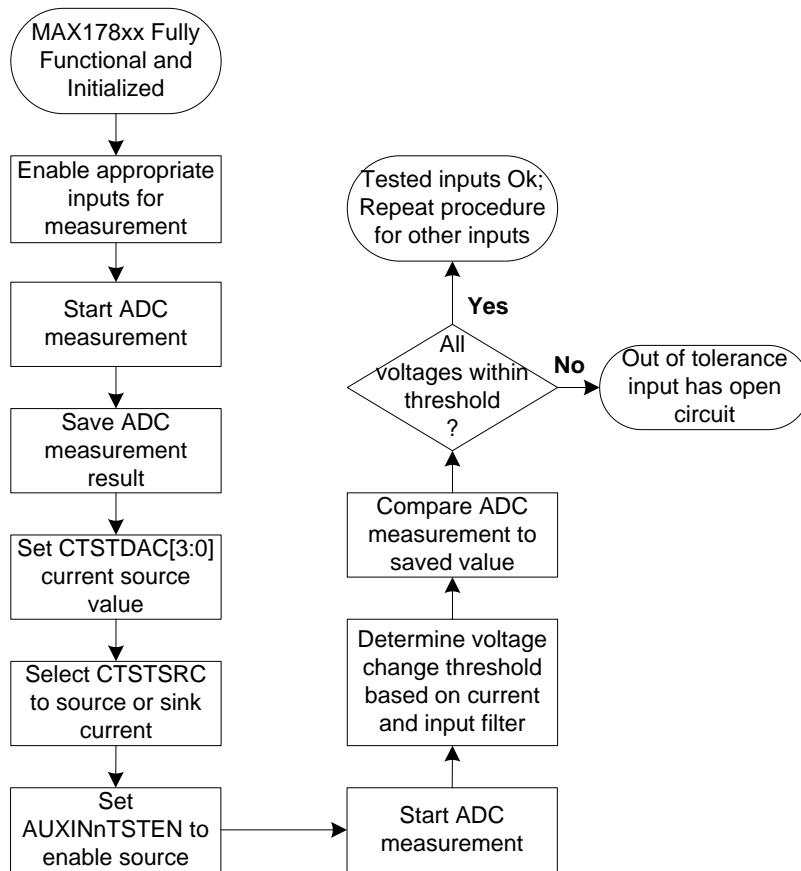 MAX178xx Fully
Functional and
Initialized
Enable appropriate
inputs for
measurement
Start ADC
measurement
Save ADC
measurement
result
Set CTSTDAC[3:0]
current source
value
Select CTSTSRC
to source or sink
current
Set
AUXINnTSTEN to
enable source
Start ADC
measurement
Determine voltage
change threshold
based on current
and input filter
Compare ADC
measurement to
saved value
All
voltages within
threshold
?
Yes
No
Tested inputs Ok;
Repeat procedure
for other inputs
Out of tolerance
input has open
circuit